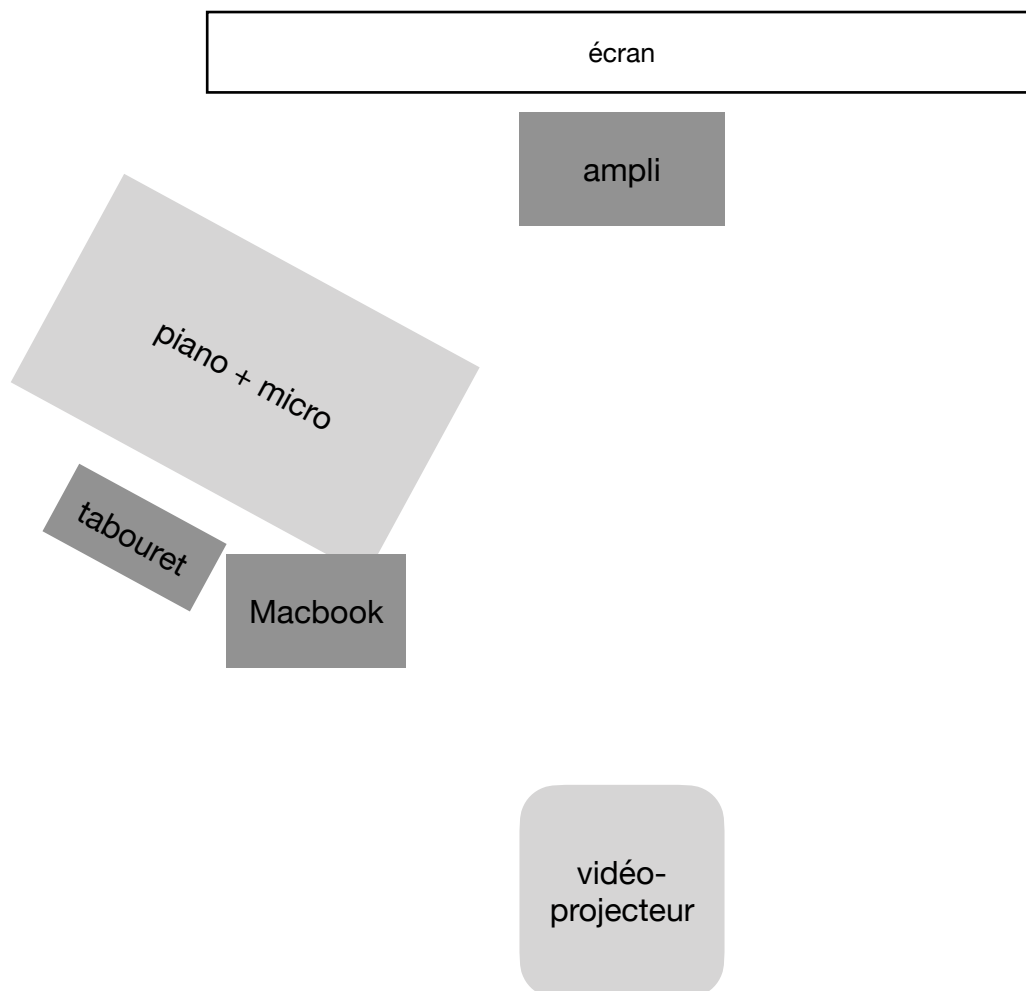 écran
ampli
piano + micro
tabouret
Macbook
vidéo-
projecteur